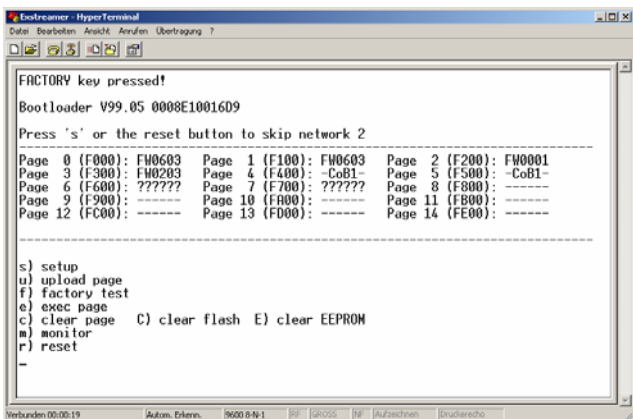 Exstreamer - HyperTerminal
Datei Bearbeiten Ansicht Anrufen Übertragung ?
FACTORY key pressed!
Bootloader V99.05 0008E10016D9
Press 's' or the reset button to skip network 2
--------------------------------------------------------------------------------
Page 0 (F000): FW0603 Page 1 (F100): FW0603 Page 2 (F200): FW0001
Page 3 (F300): FW0203 Page 4 (F400): -CoB1- Page 5 (F500): -CoB1-
Page 6 (F600): ?????? Page 7 (F700): ?????? Page 8 (F800): ------
Page 9 (F900): ------ Page 10 (FA00): ------ Page 11 (FB00): ------
Page 12 (FC00): ------ Page 13 (FD00): ------ Page 14 (FE00): ------
--------------------------------------------------------------------------------
s) setup
u) upload page
f) factory test
e) exec page
c) clear page C) clear flash E) clear EEPROM
m) monitor
r) reset
_
Verbunden 00:00:19 Autom. Erkenn. 9600 8-N-1 RF GROSS NF Aufzeichnen Druckerecho